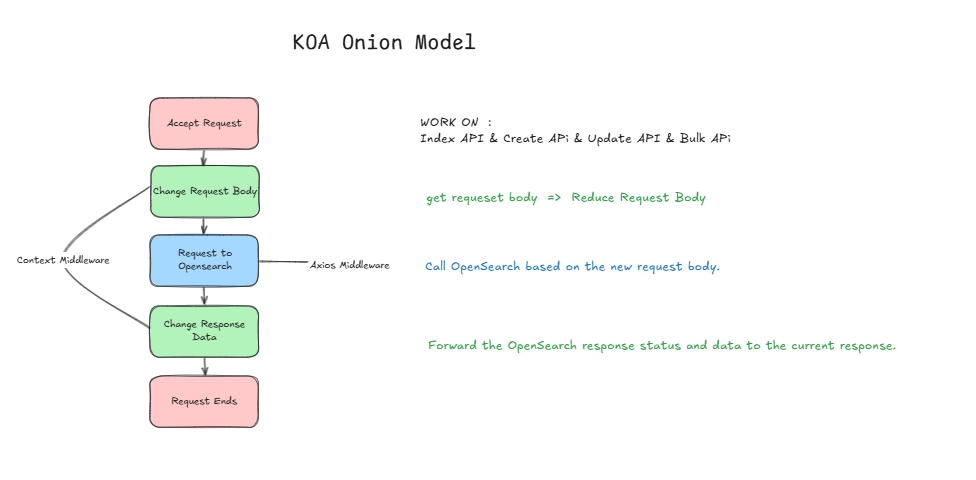 KOA Onion Model
Accept Request
WORK ON :
Index API & Create APi & Update API & Bulk APi
Change Request Body
get requeset body => Reduce Request Body
Context Middleware
Request to
Opensearch
Axios Middleware
Call OpenSearch based on the new request body.
Change Response
Data
Forward the OpenSearch response status and data to the current response.
Request Ends